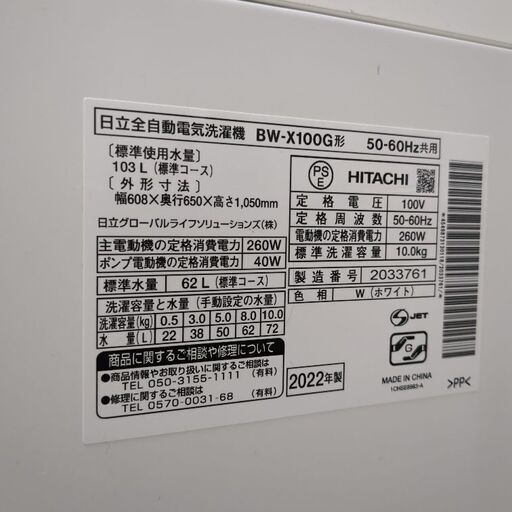 日立全自動電気洗濯機 BW-X100G形 50-60Hz共用
〔標準使用水量〕
103 L (標準コース)
〔外形寸法〕
幅608×奥行650×高さ1,050mm
日立グローバルライフソリューションズ(株)
主電動機の定格消費電力 260W
ポンプ電動機の定格消費電力 40W
標準水量 62 L (標準コース)
洗濯容量と水量(手動設定の水量)
洗濯容量(kg) 0.5 3.0 5.0 8.0 10.0
水量(L) 22 38 50 62 72
商品に関するご相談や修理について
●商品情報やお取り扱いに関するご相談
TEL 050-3155-1111 (有料)
●修理に関するご相談
TEL 0570-0031-68 (有料)
PS
E
HITACHI
定格電圧 100V
定格周波数 50-60Hz
電動機の定格消費電力 260W
標準洗濯容量 10.0kg
製造番号 2033761
色相 W (ホワイト)
2022年製
S JET
G
MADE IN CHINA
>PP<